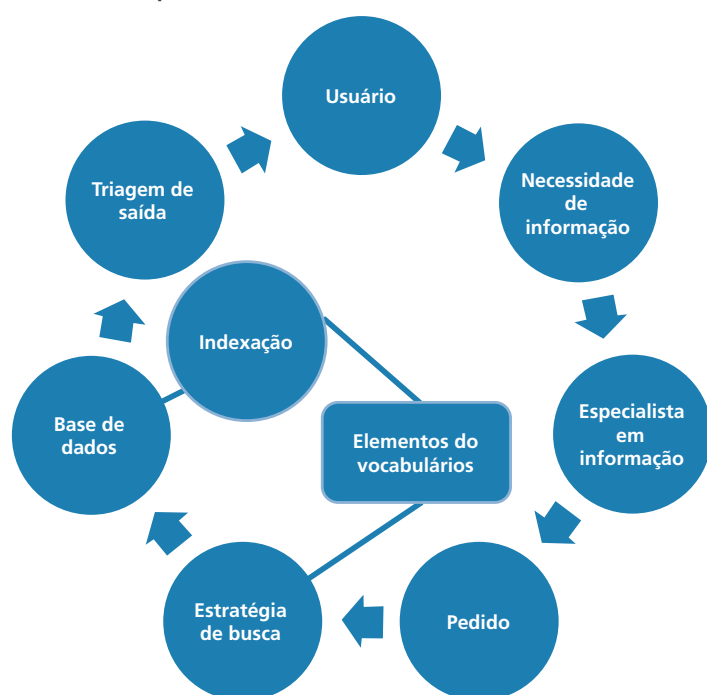 Usuário
Necessidade
de
informação
Especialista
em
informação
Pedido
Estratégia
de busca
Base de
dados
Triagem de
saída
Indexação
Elementos do
vocabulários